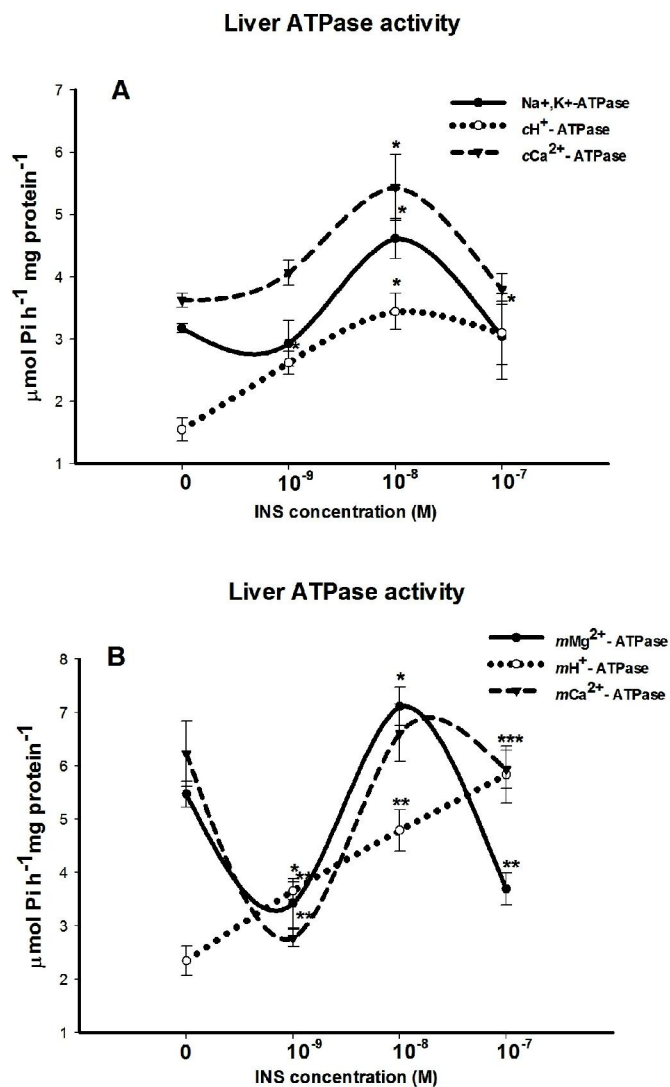 Liver ATPase activity
A
Na+,K+-ATPase
cH+- ATPase
cCa2+- ATPase
7
6
5
4
3
2
1
μmol Pi h-1 mg protein-1
* * * * *
0 10-9 10-8 10-7
INS concentration (M)
Liver ATPase activity
B
mMg2+- ATPase
mH+- ATPase
mCa2+- ATPase
8
7
6
5
4
3
2
1
μmol Pi h-1mg protein-1
*
***
**
* **
**
**
0 10-9 10-8 10-7
INS concentration (M)